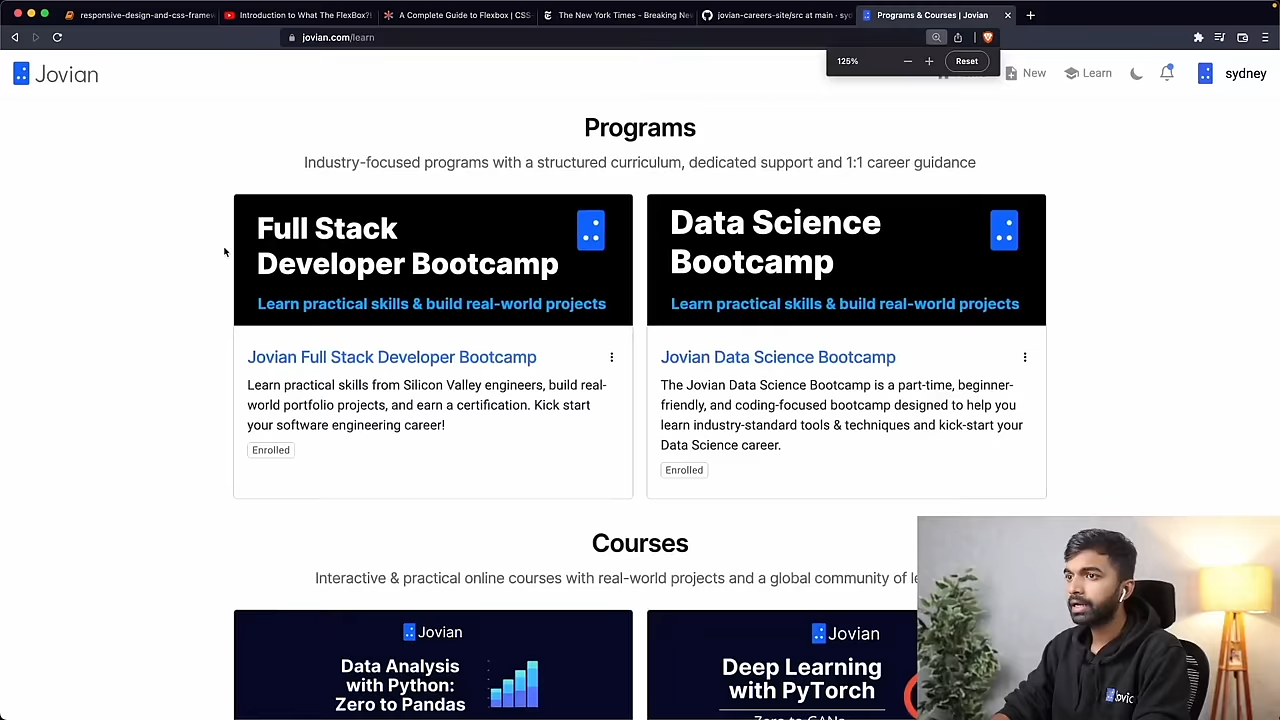 responsive-design-and-css-framew
Introduction to What The FlexBox?!
A Complete Guide to Flexbox | CSS
The New York Times - Breaking Nev
jovian-careers-site/src at main · syd
Programs & Courses | Jovian
jovian.com/learn
125%
Reset
Jovian
New
Learn
sydney
Programs
Industry-focused programs with a structured curriculum, dedicated support and 1:1 career guidance
Full Stack
Developer Bootcamp
Learn practical skills & build real-world projects
Jovian Full Stack Developer Bootcamp
Learn practical skills from Silicon Valley engineers, build real-
world portfolio projects, and earn a certification. Kick start
your software engineering career!
Enrolled
Data Science
Bootcamp
Learn practical skills & build real-world projects
Jovian Data Science Bootcamp
The Jovian Data Science Bootcamp is a part-time, beginner-
friendly, and coding-focused bootcamp designed to help you
learn industry-standard tools & techniques and kick-start your
Data Science career.
Enrolled
Courses
Interactive & practical online courses with real-world projects and a global community of le
Jovian
Data Analysis
with Python:
Zero to Pandas
Jovian
Deep Learning
with PyTorch
Zero to GANs